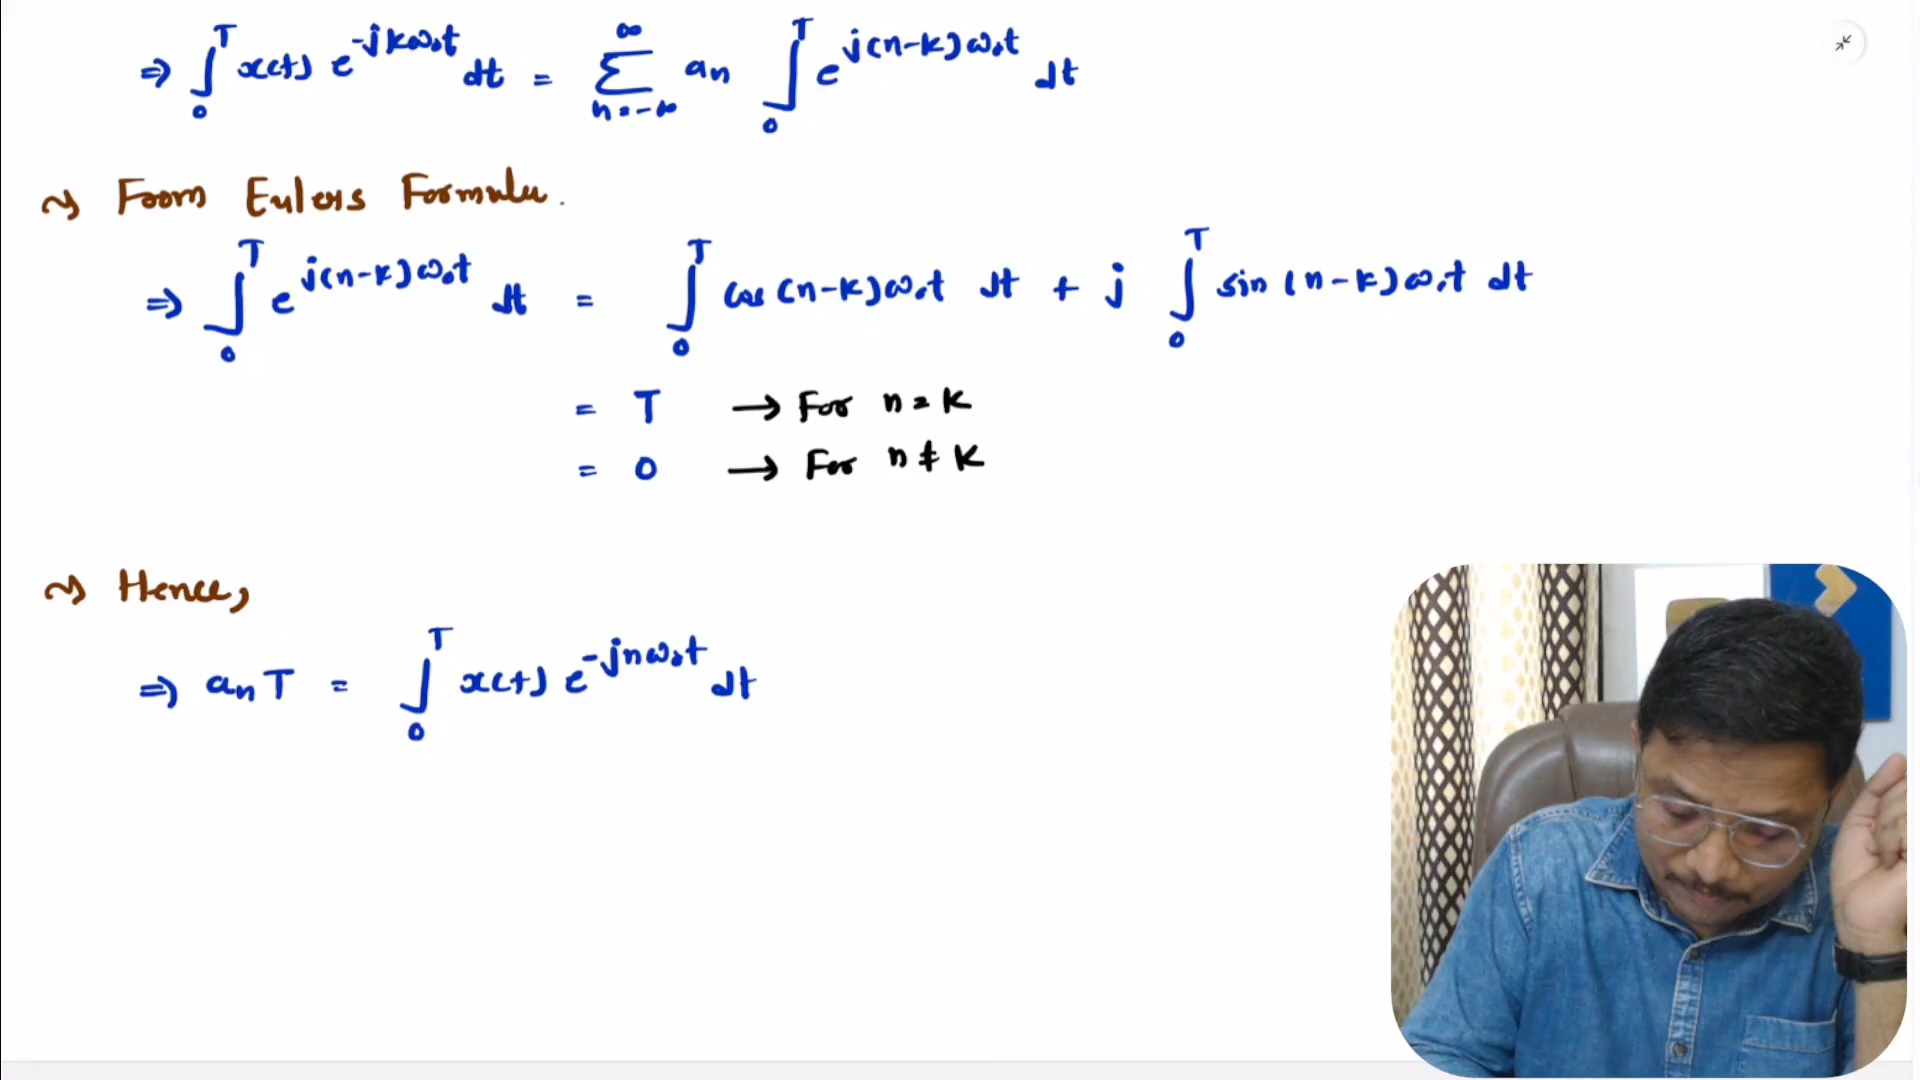 ⇒ ∫₀ᵀ x(t) e^{-jkω₀t} dt = Σ_{n=-∞}^{∞} aₙ ∫₀ᵀ e^{j(n-k)ω₀t} dt
~> From Eulers Formula.
⇒ ∫₀ᵀ e^{j(n-k)ω₀t} dt = ∫₀ᵀ cos (n-k)ω₀t dt + j ∫₀ᵀ sin (n-k)ω₀t dt
= T → For n = k
= 0 → For n ≠ k
~> Hence,
⇒ aₙT = ∫₀ᵀ x(t) e^{-jnω₀t} dt